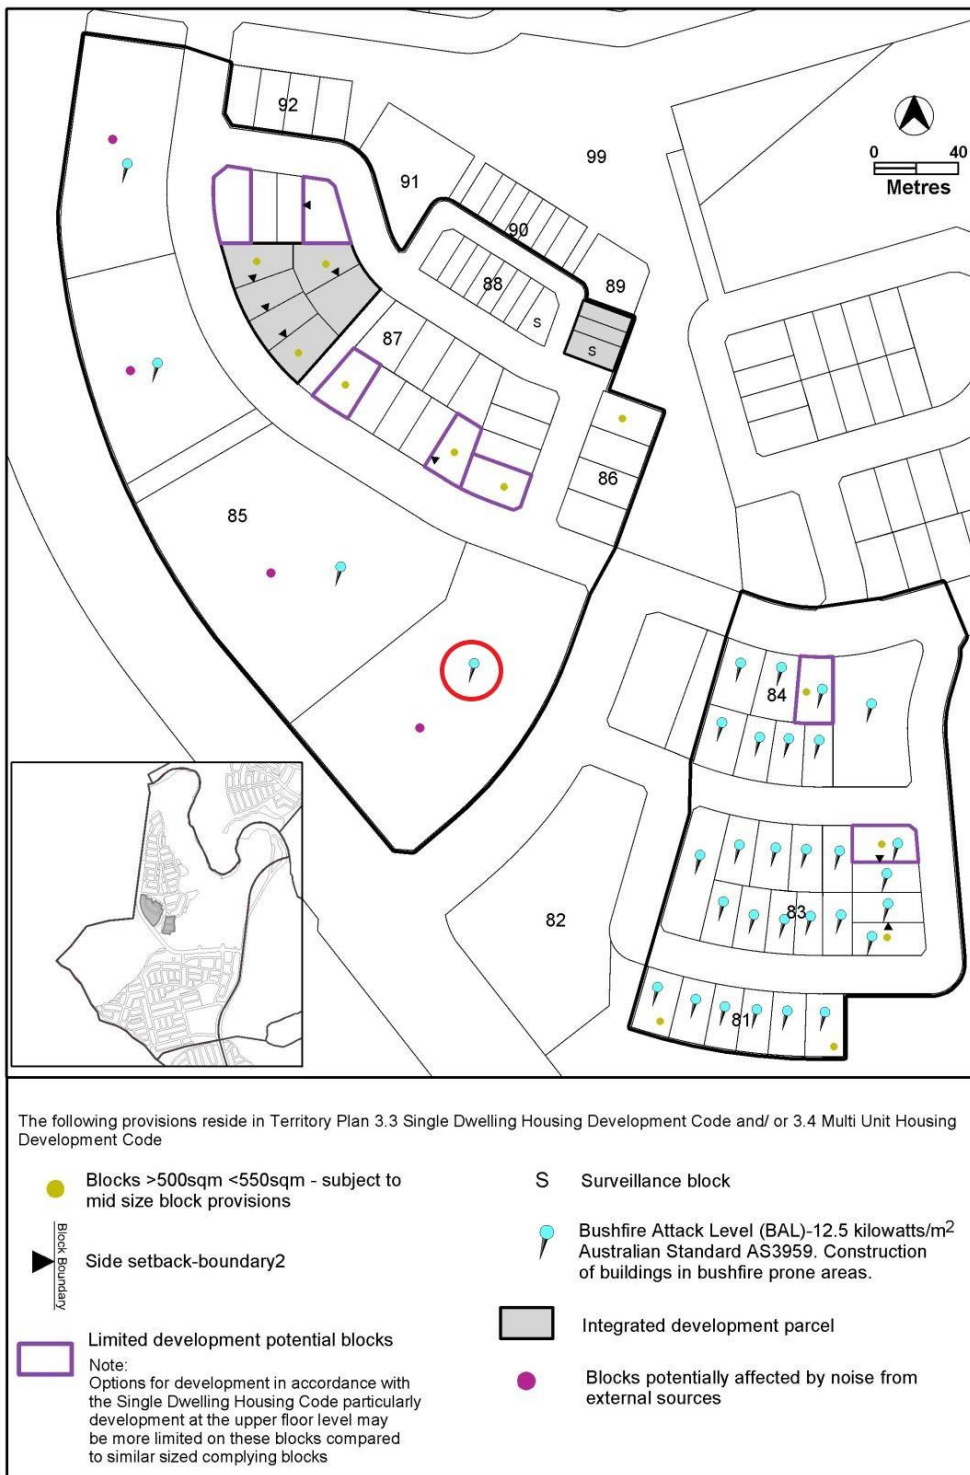 92
99
91
0 40
Metres
90
88
89
S
S
87
86
85
84
83
82
81
The following provisions reside in Territory Plan 3.3 Single Dwelling Housing Development Code and/ or 3.4 Multi Unit Housing
Development Code
Blocks >500sqm <550sqm - subject to
mid size block provisions
Block Boundary
Side setback-boundary2
Limited development potential blocks
Note:
Options for development in accordance with
the Single Dwelling Housing Code particularly
development at the upper floor level may
be more limited on these blocks compared
to similar sized complying blocks
S Surveillance block
Bushfire Attack Level (BAL)-12.5 kilowatts/m²
Australian Standard AS3959. Construction
of buildings in bushfire prone areas.
Integrated development parcel
Blocks potentially affected by noise from
external sources